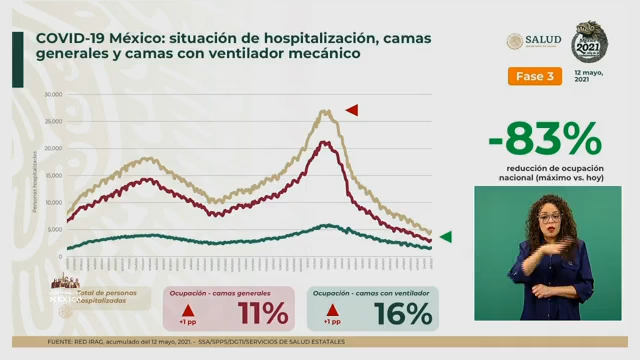 COVID-19 México: situación de hospitalización, camas
generales y camas con ventilador mecánico
SALUD
2021
Fase 3
12 mayo,
2021
30,000
25,000
20,000
15,000
10,000
5,000
0
Personas hospitalizadas
-83%
reducción de ocupación
nacional (máximo vs. hoy)
Total de personas
hospitalizadas
MÉXICO
Ocupación - camas generales
+1 pp
11%
Ocupación - camas con ventilador
+1 pp
16%
FUENTE: RED IRAG, acumulado del 12 mayo, 2021. - SSA/SPPS/DGTI/SERVICIOS DE SALUD ESTATALES